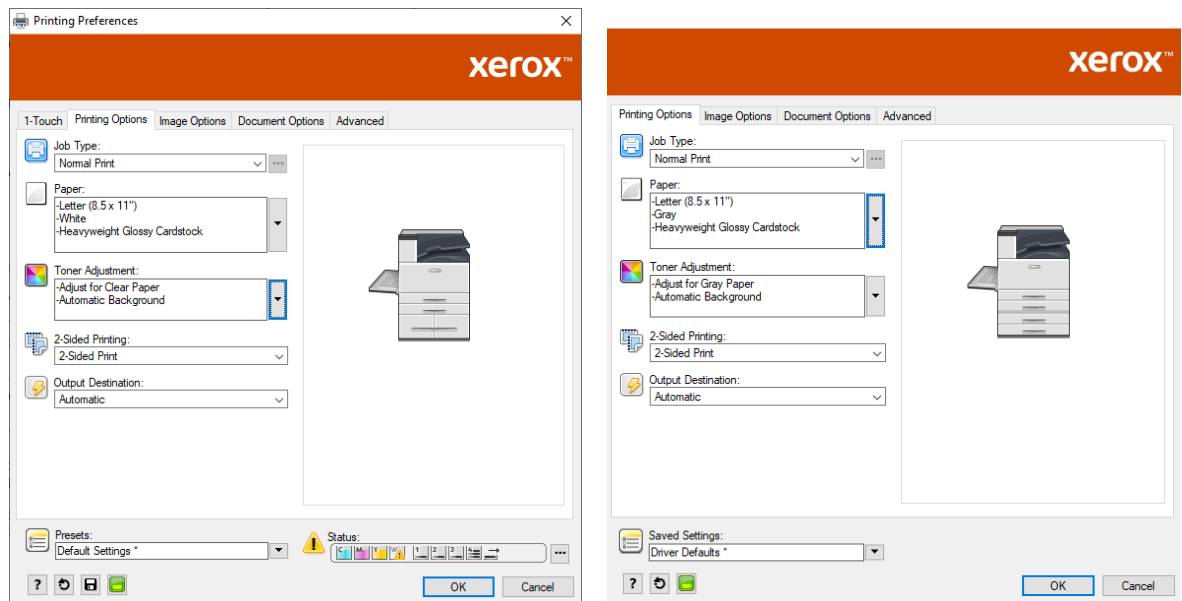 Printing Preferences
xerox™
1-Touch Printing Options Image Options Document Options Advanced
Job Type:
Normal Print
Paper:
-Letter (8.5 x 11")
-White
-Heavyweight Glossy Cardstock
Toner Adjustment:
-Adjust for Clear Paper
-Automatic Background
2-Sided Printing:
2-Sided Print
Output Destination:
Automatic
Presets:
Default Settings *
Status:
C M Y W 1 2 3 4
?
OK Cancel
xerox™
Printing Options Image Options Document Options Advanced
Job Type:
Normal Print
Paper:
-Letter (8.5 x 11")
-Gray
-Heavyweight Glossy Cardstock
Toner Adjustment:
-Adjust for Gray Paper
-Automatic Background
2-Sided Printing:
2-Sided Print
Output Destination:
Automatic
Saved Settings:
Driver Defaults *
?
OK Cancel